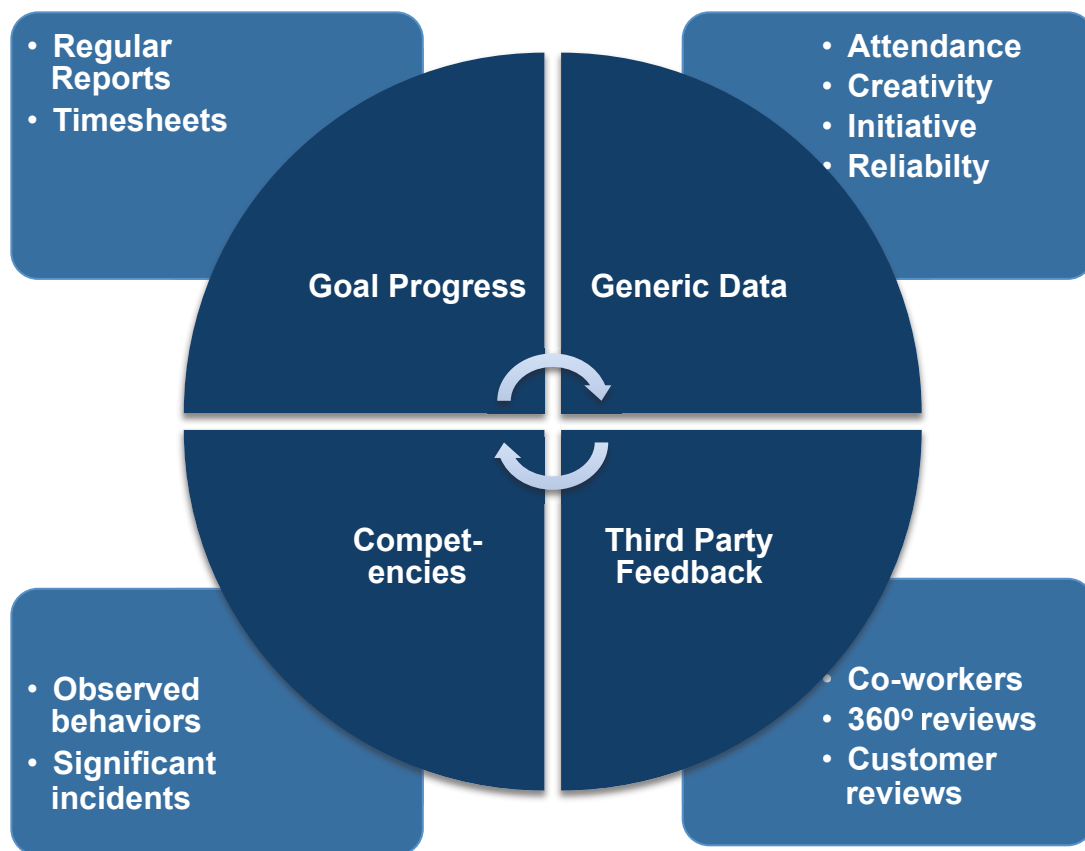 • Regular
Reports
• Timesheets
• Attendance
• Creativity
• Initiative
• Reliabilty
Goal Progress
Generic Data
Compet-
encies
Third Party
Feedback
• Observed
behaviors
• Significant
incidents
• Co-workers
• 360º reviews
• Customer
reviews